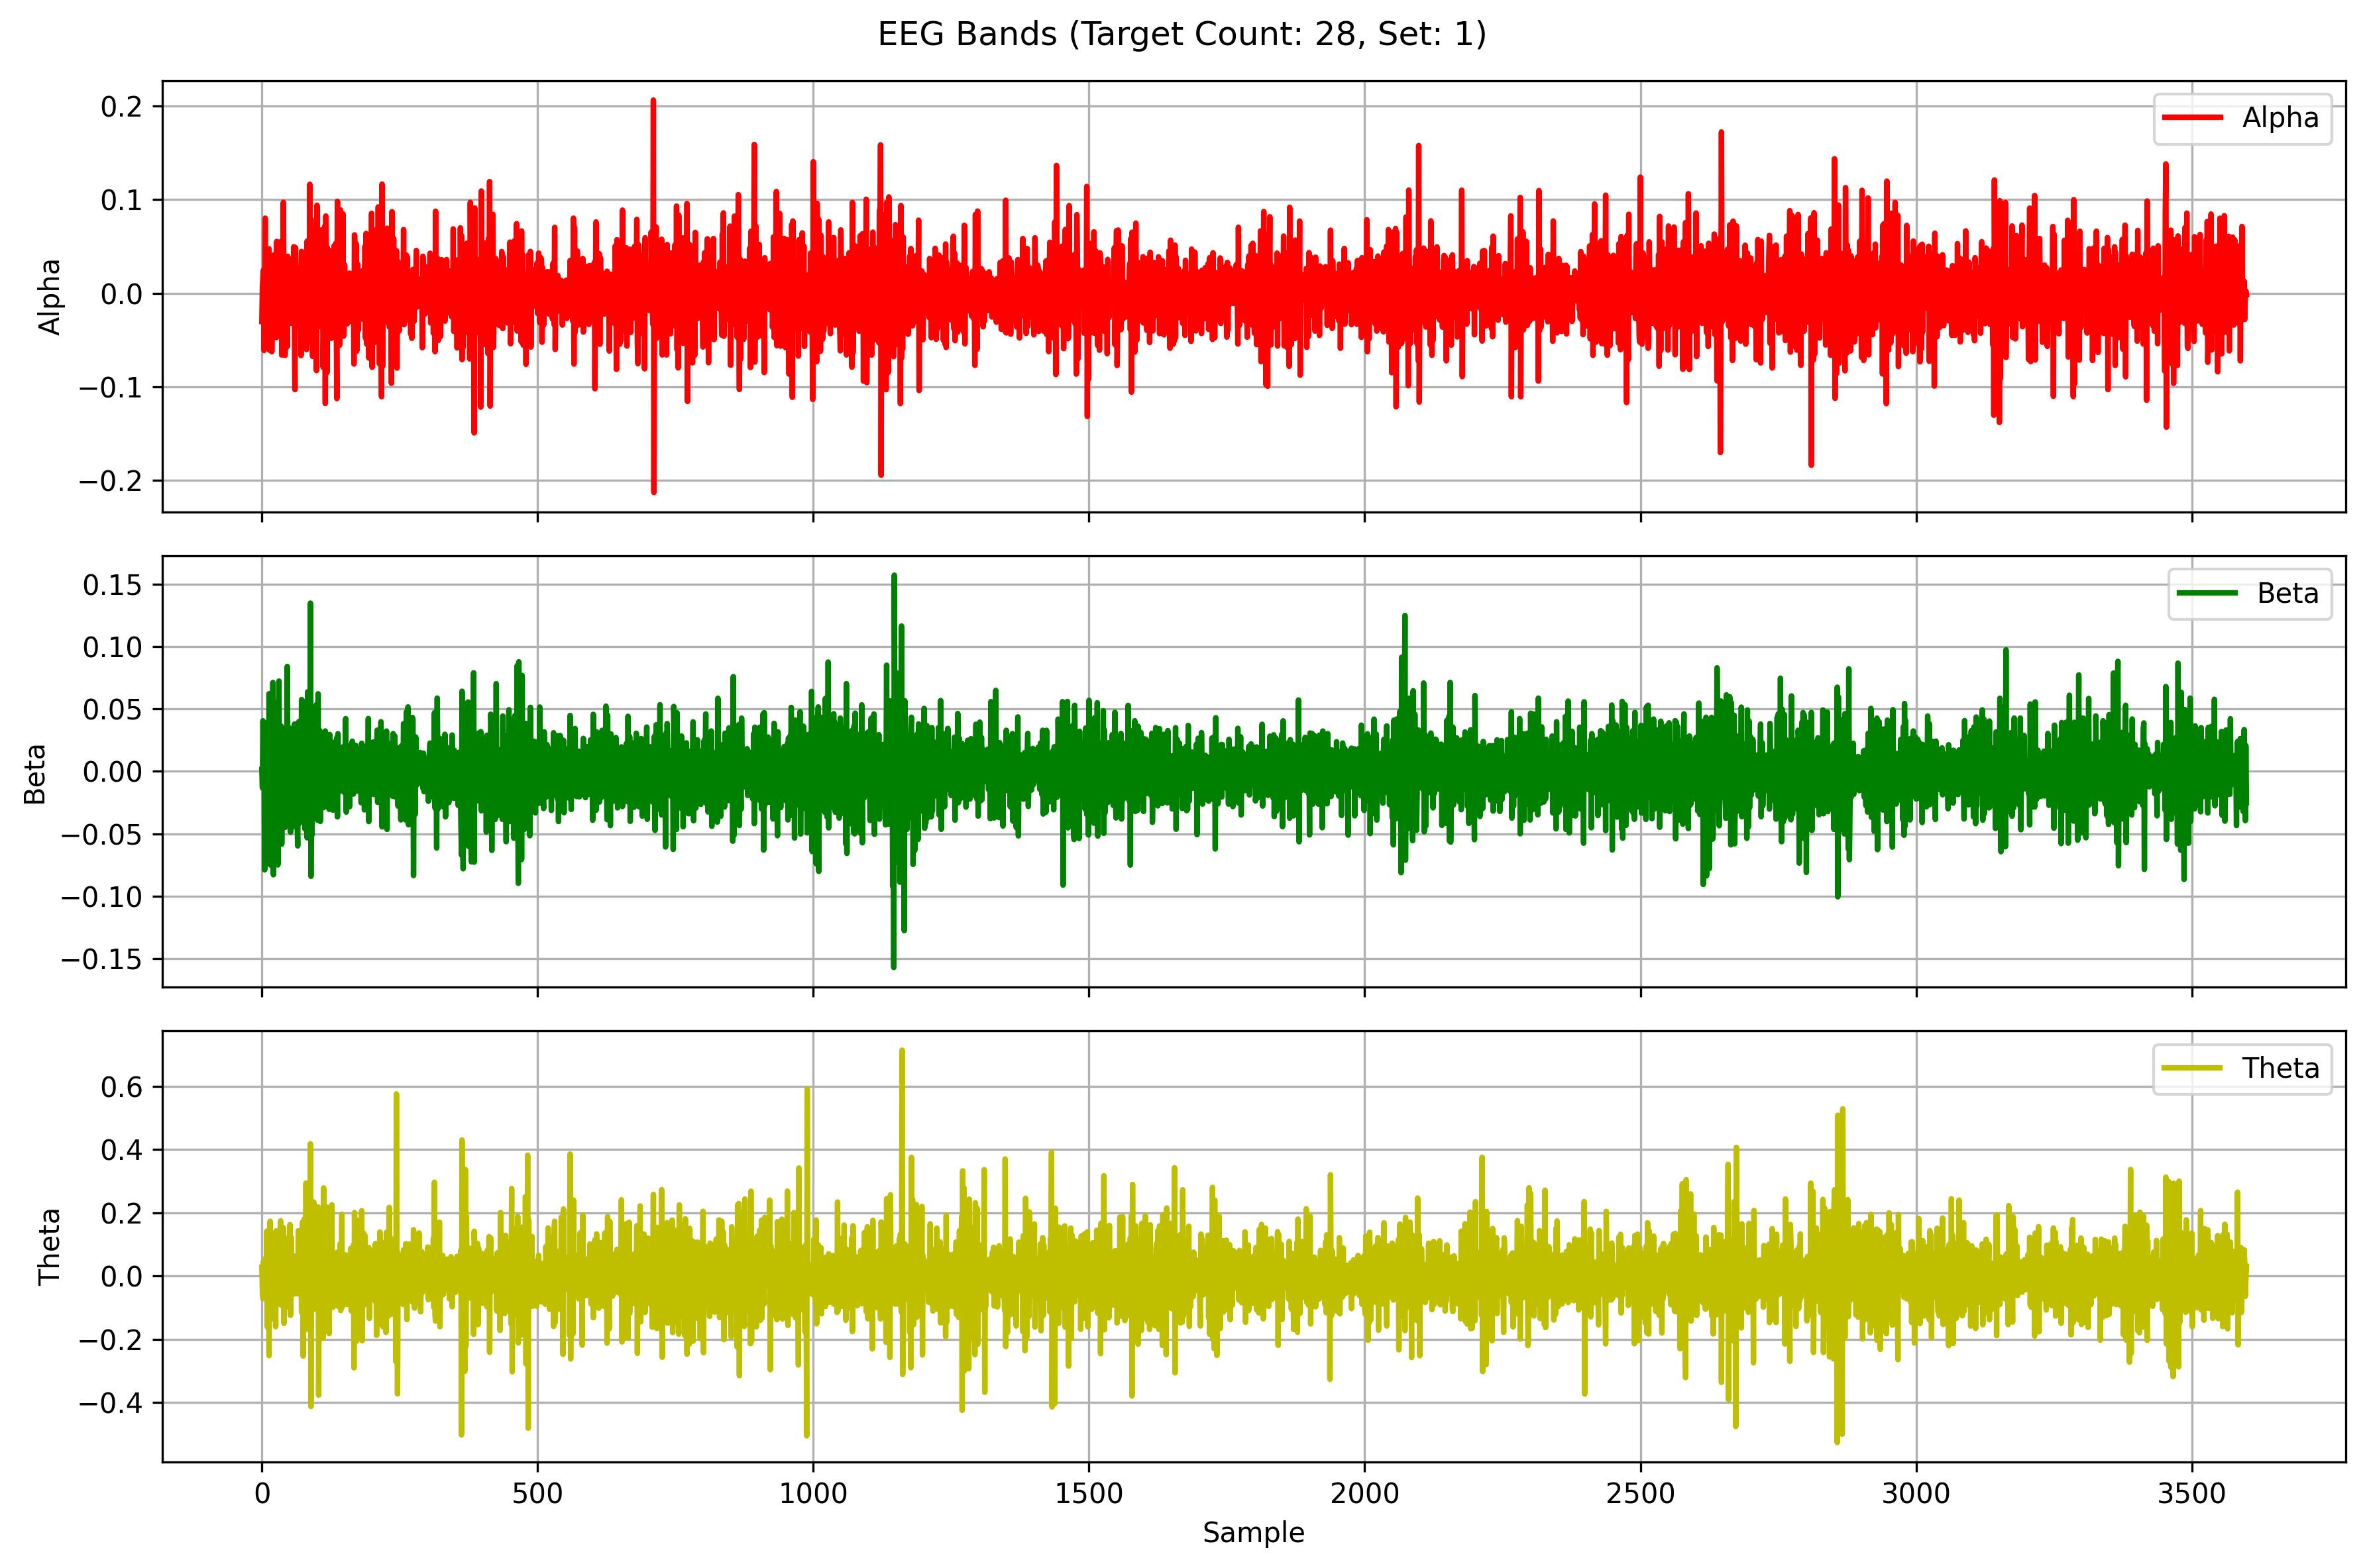 EEG Bands (Target Count: 28, Set: 1)
0.2
0.1
0.0
−0.1
−0.2
Alpha
Alpha
0.15
0.10
0.05
0.00
−0.05
−0.10
−0.15
Beta
Beta
0.6
0.4
0.2
0.0
−0.2
−0.4
Theta
Theta
0 500 1000 1500 2000 2500 3000 3500
Sample